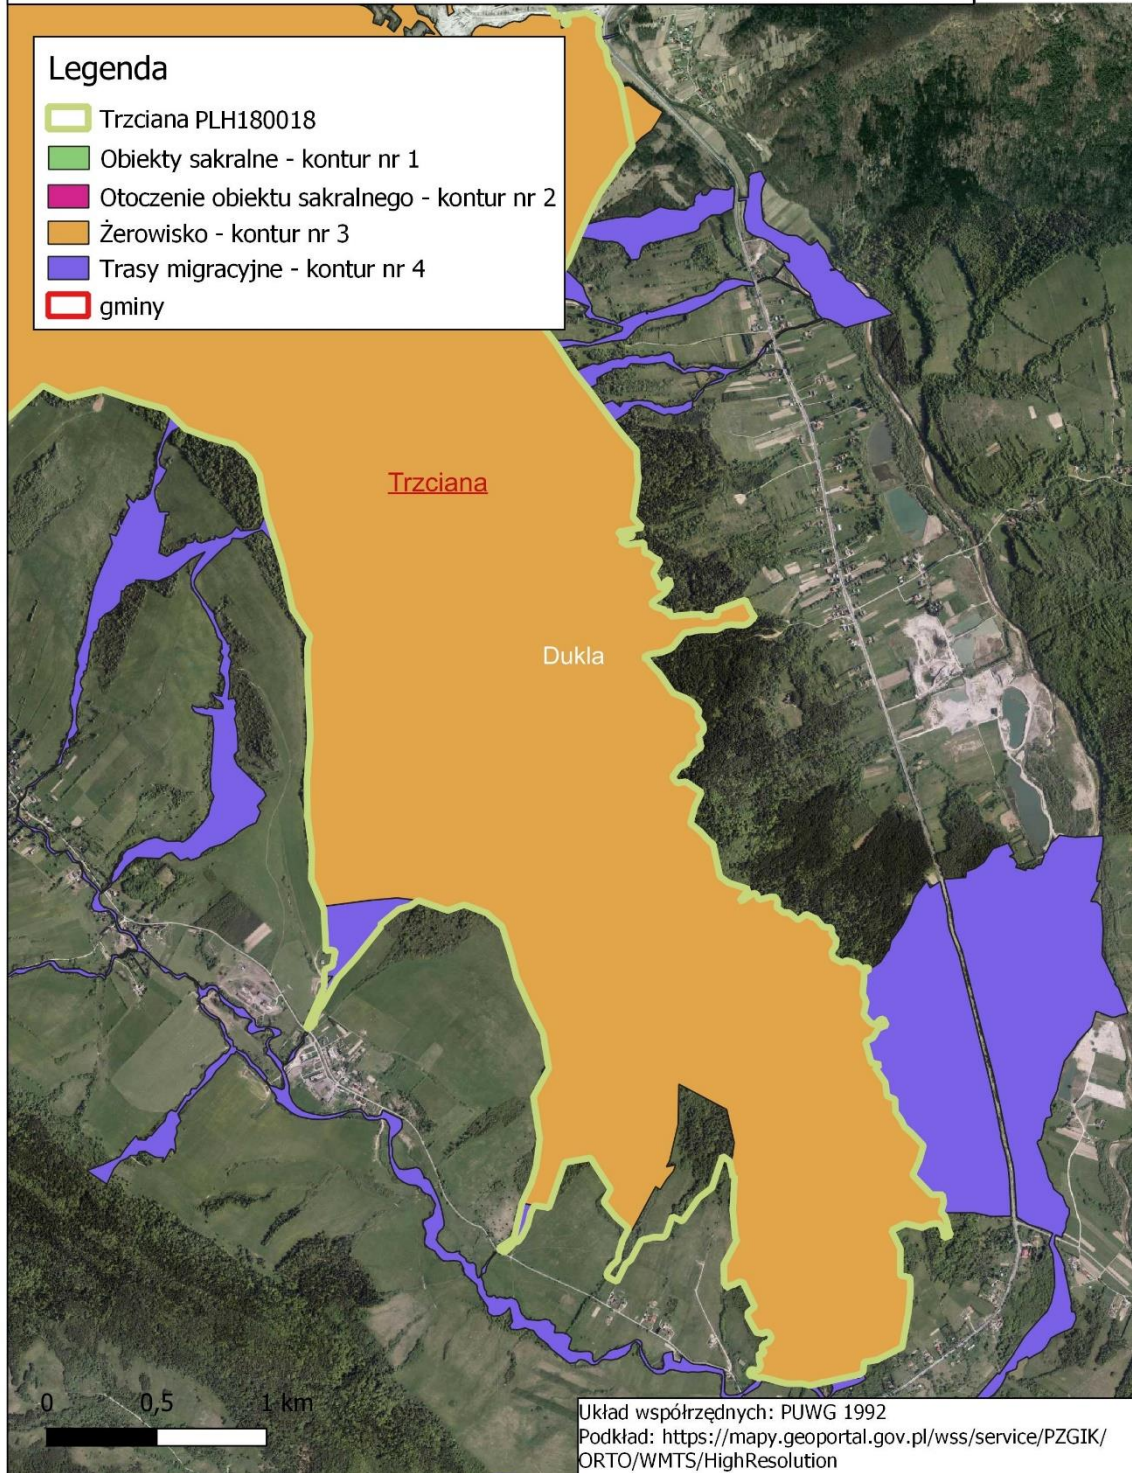 Legenda
Trzciana PLH180018
Obiekty sakralne - kontur nr 1
Otoczenie obiektu sakralnego - kontur nr 2
Żerowisko - kontur nr 3
Trasy migracyjne - kontur nr 4
gminy
Trzciana
Dukla
0 0,5 1 km
Układ współrzędnych: PUWG 1992
Podkład: https://mapy.geoportal.gov.pl/wss/service/PZGIK/
ORTO/WMTS/HighResolution